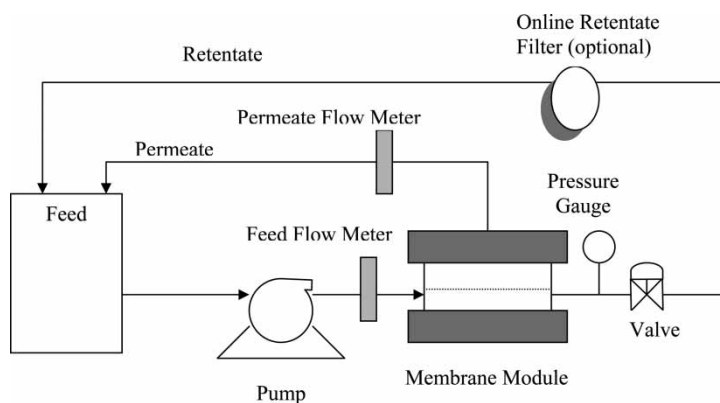 Online Retentate
Filter (optional)
Retentate
Permeate Flow Meter
Permeate
Pressure
Gauge
Feed
Feed Flow Meter
Valve
Membrane Module
Pump